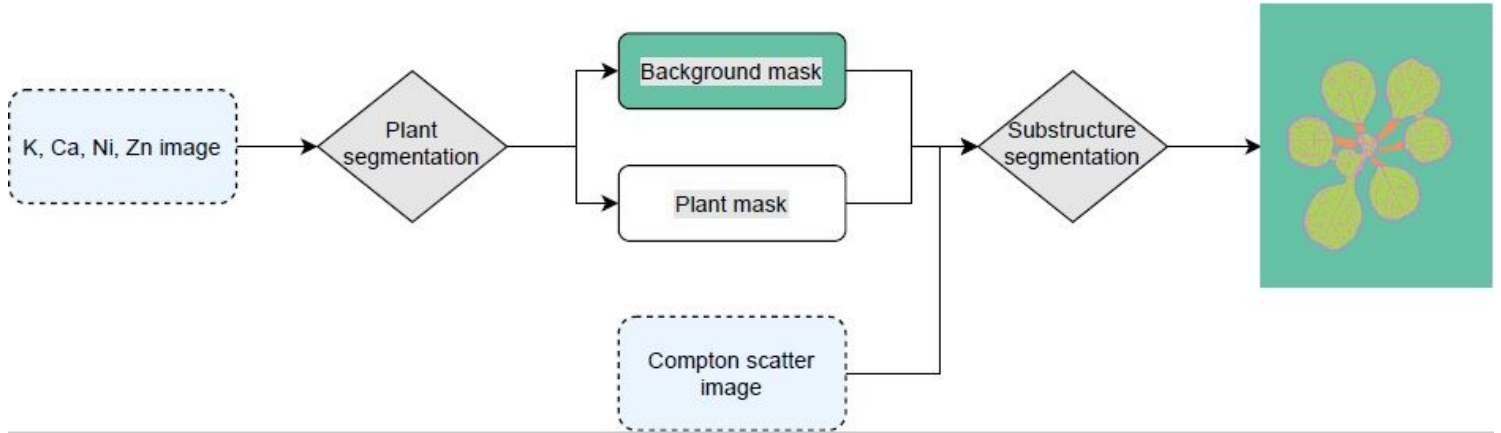 K, Ca, Ni, Zn image
Plant
segmentation
Background mask
Plant mask
Compton scatter
image
Substructure
segmentation